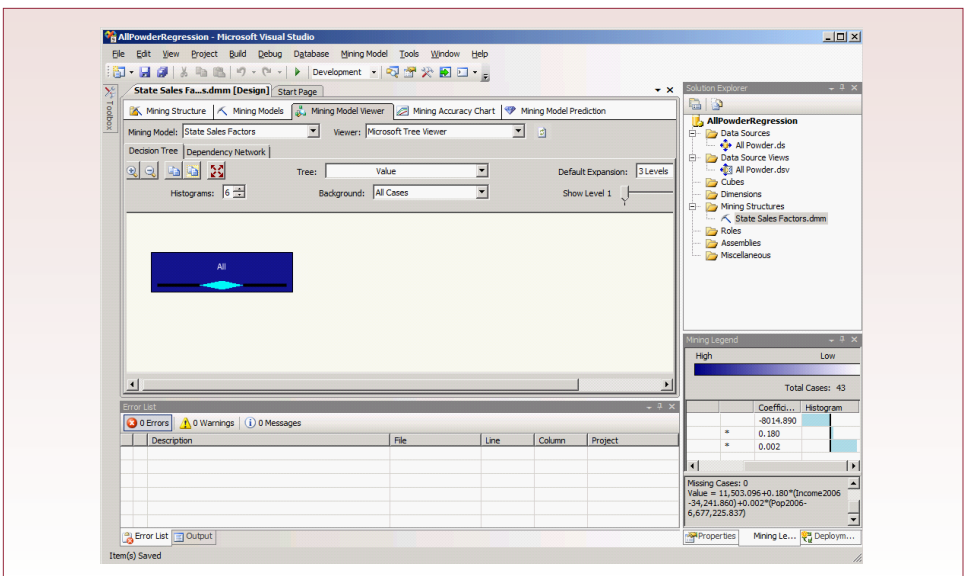 AllPowderRegression - Microsoft Visual Studio
File Edit View Project Build Debug Database Mining Model Tools Window Help
Development
Toolbox
State Sales Fa...s.dmm [Design] Start Page
Mining Structure Mining Models Mining Model Viewer Mining Accuracy Chart Mining Model Prediction
Mining Model: State Sales Factors Viewer: Microsoft Tree Viewer
Decision Tree Dependency Network
Tree: Value Default Expansion: 3 Levels
Histograms: 6 Background: All Cases Show Level 1
All
Error List
0 Errors 0 Warnings 0 Messages
Description File Line Column Project
Error List Output
Item(s) Saved
Solution Explorer
AllPowderRegression
Data Sources
All Powder.ds
Data Source Views
All Powder.dsv
Cubes
Dimensions
Mining Structures
State Sales Factors.dmm
Roles
Assemblies
Miscellaneous
Mining Legend
High Low
Total Cases: 43
Coeffici... Histogram
-8014.890
* 0.180
* 0.002
Missing Cases: 0
Value = 11,503.096+0.180*(Income2006
-34,241.860)+0.002*(Pop2006-
6,677,225.837)
Properties Mining Le... Deploym...